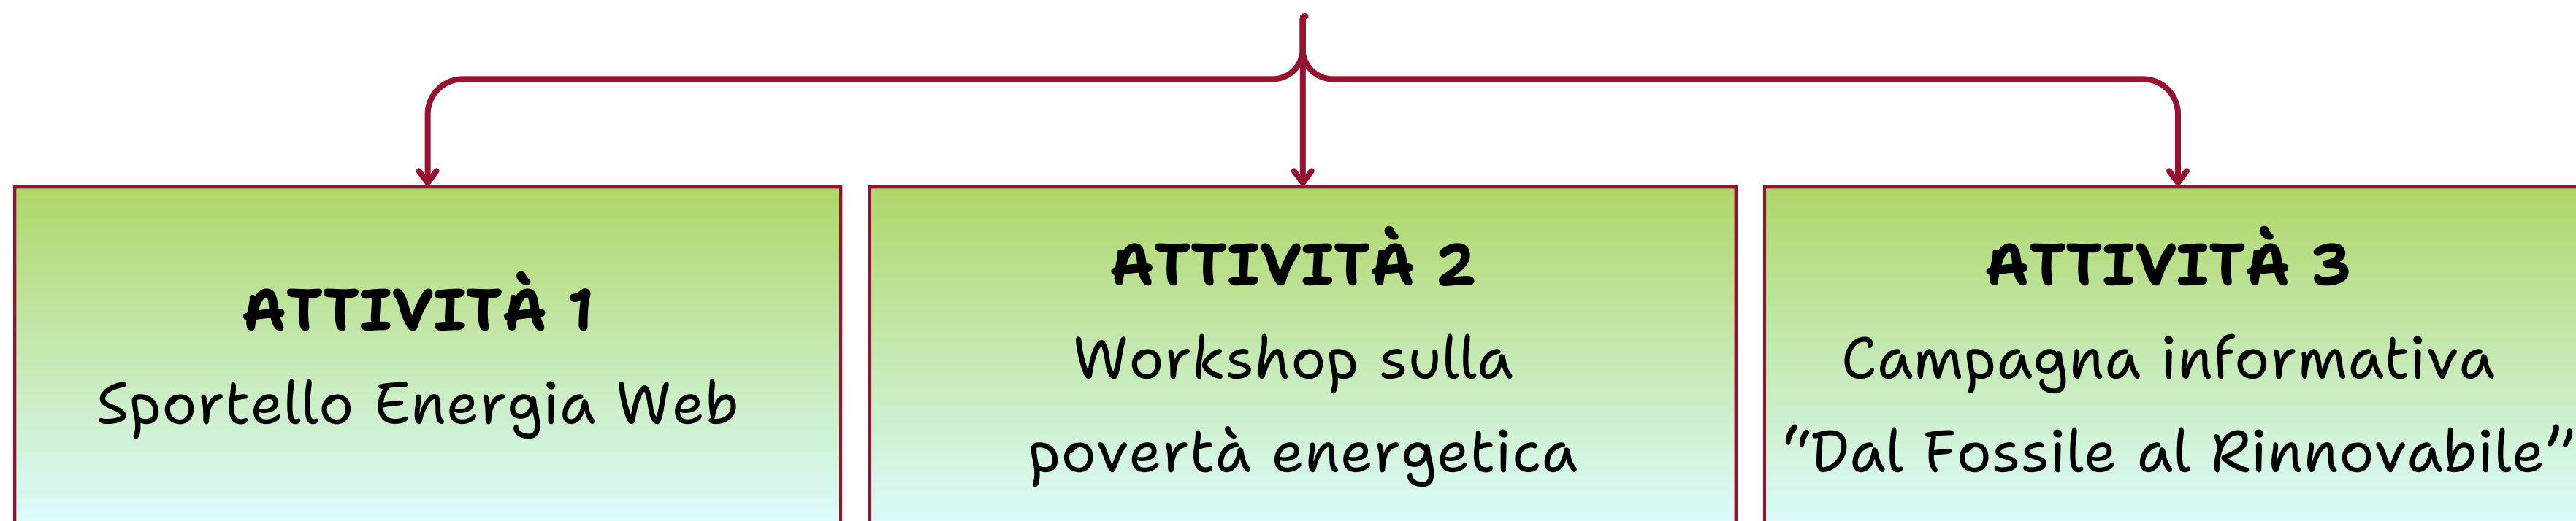 ATTIVITÀ 1
Sportello Energia Web
ATTIVITÀ 2
Workshop sulla
povertà energetica
ATTIVITÀ 3
Campagna informativa
“Dal Fossile al Rinnovabile”